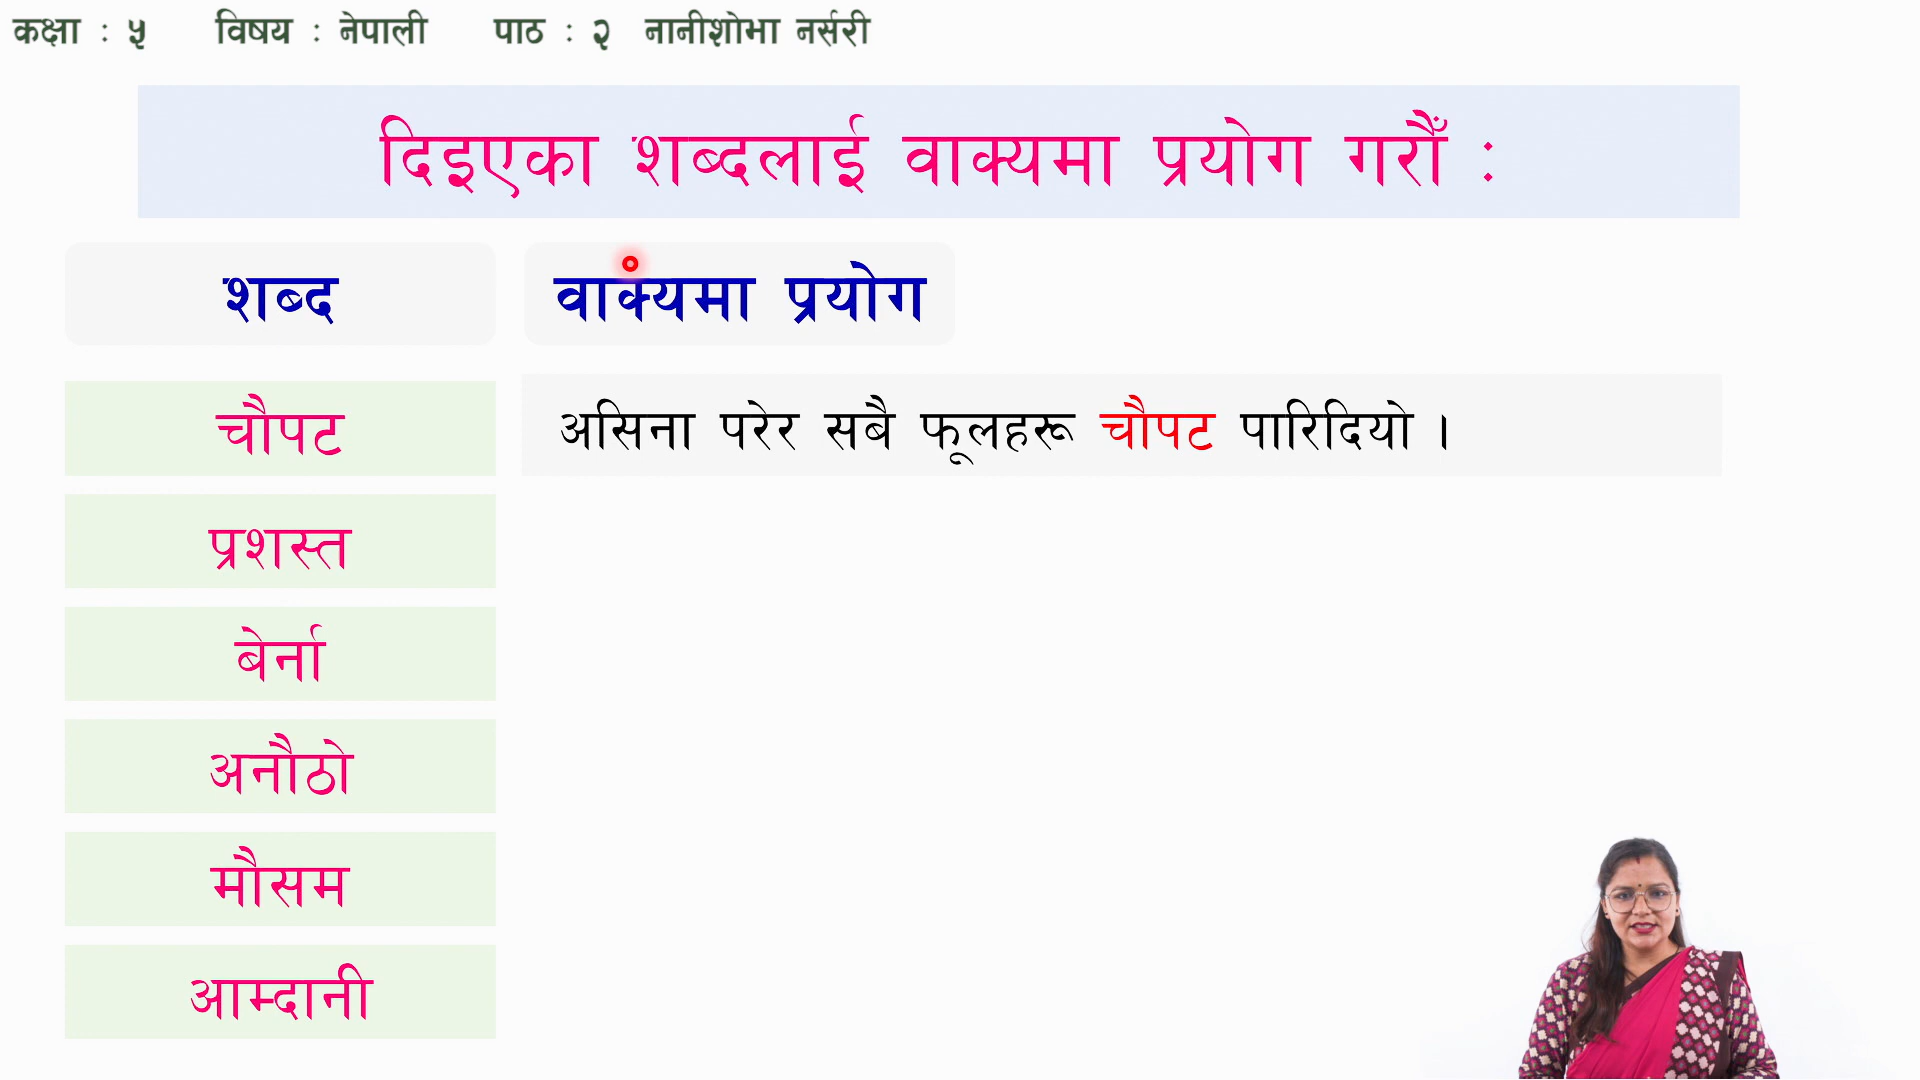 कक्षा : ५ विषय : नेपाली पाठ : २ नानीशोभा नर्सरी
दिइएका शब्दलाई वाक्यमा प्रयोग गरौँ :
शब्द वाक्यमा प्रयोग
चौपट असिना परेर सबै फूलहरू चौपट पारिदियो ।
प्रशस्त
बेर्ना
अनौठो
मौसम
आम्दानी